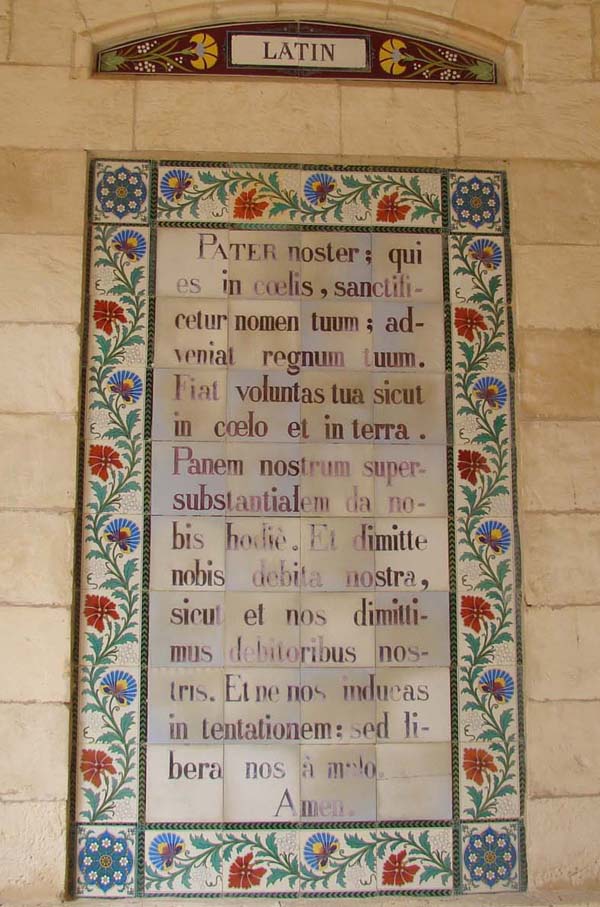 LATIN
PATER noster; qui
es in cœlis, sanctifi-
cetur nomen tuum; ad-
veniat regnum tuum.
Fiat voluntas tua sicut
in cœlo et in terra.
Panem nostrum super-
substantialem da no-
bis hodiè. Et dimitte
nobis debita nostra,
sicut et nos dimitti-
mus debitoribus nos-
tris. Et ne nos inducas
in tentationem: sed li-
bera nos à malo.
Amen.